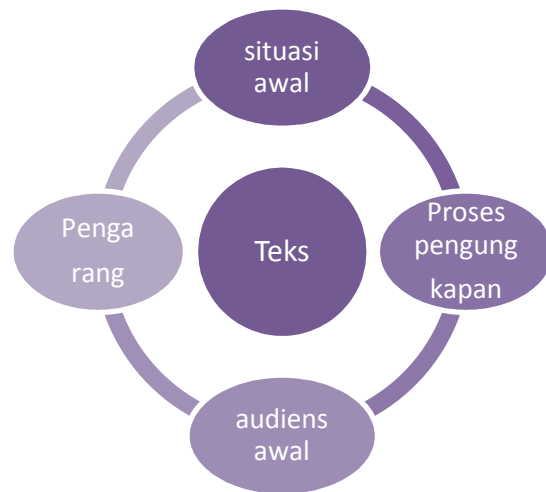 situasi
awal
Penga
rang
Teks
Proses
pengung
kapan
audiens
awal